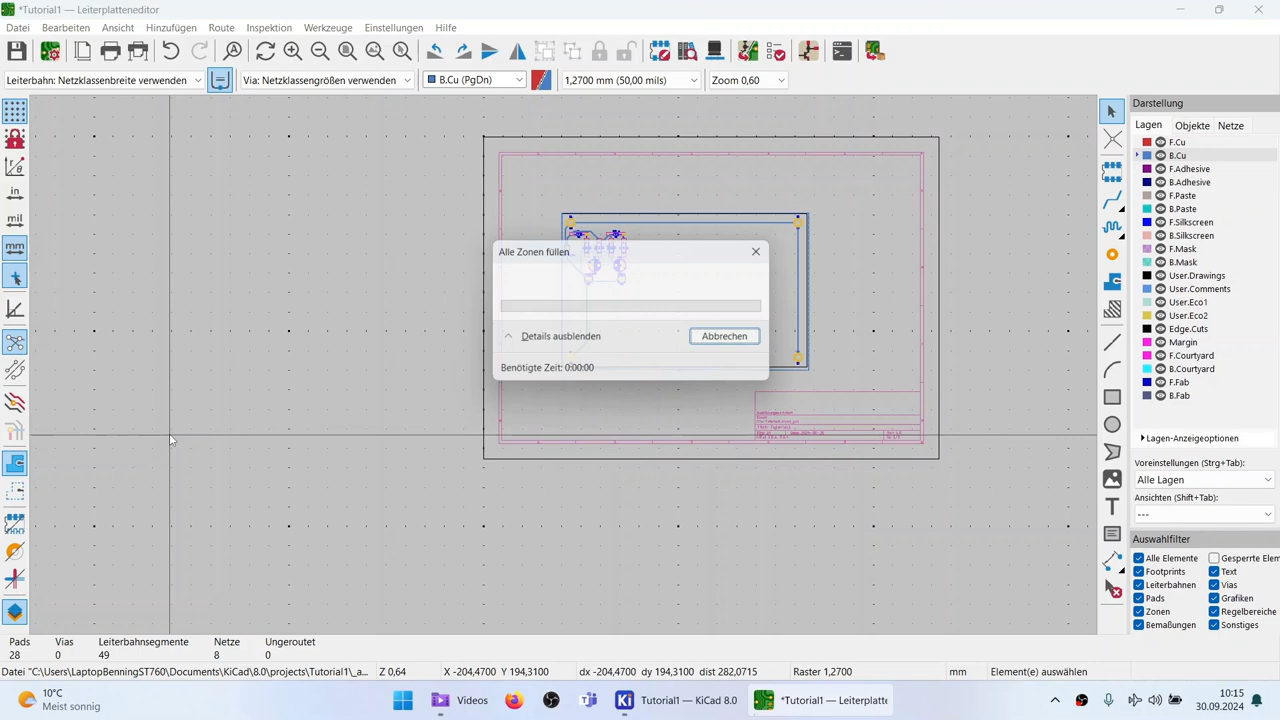 *Tutorial1 — Leiterplatteneditor
Datei Bearbeiten Ansicht Hinzufügen Route Inspektion Werkzeuge Einstellungen Hilfe
Leiterbahn: Netzklassenbreite verwenden Via: Netzklassengrößen verwenden B.Cu (PgDn) 1,2700 mm (50,00 mils) Zoom 0,60
Darstellung
Lagen Objekte Netze
F.Cu
B.Cu
F.Adhesive
B.Adhesive
F.Paste
B.Paste
F.Silkscreen
B.Silkscreen
F.Mask
B.Mask
User.Drawings
User.Comments
User.Eco1
User.Eco2
Edge.Cuts
Margin
F.Courtyard
B.Courtyard
F.Fab
B.Fab
Lagen-Anzeigeoptionen
Voreinstellungen (Strg+Tab):
Alle Lagen
Ansichten (Shift+Tab):
---
Auswahlfilter
Alle Elemente Gesperrte Elem
Footprints Text
Leiterbahnen Vias
Pads Grafiken
Zonen Regelbereiche
Bemaßungen Sonstiges
in
mil
mm
Alle Zonen füllen
Details ausblenden Abbrechen
Benötigte Zeit: 0:00:00
Pads Vias Leiterbahnsegmente Netze Ungeroutet
28 0 49 8 0
Datei "C:\Users\LaptopBenningST760\Documents\KiCad\8.0\projects\Tutorial1\_a... Z 0,64 X -204,4700 Y 194,3100 dx -204,4700 dy 194,3100 dist 282,0715 Raster 1,2700 mm Element(e) auswählen
10°C
Meist sonnig
Videos Tutorial1 — KiCad 8.0 *Tutorial1 — Leiterplatte
10:15
30.09.2024